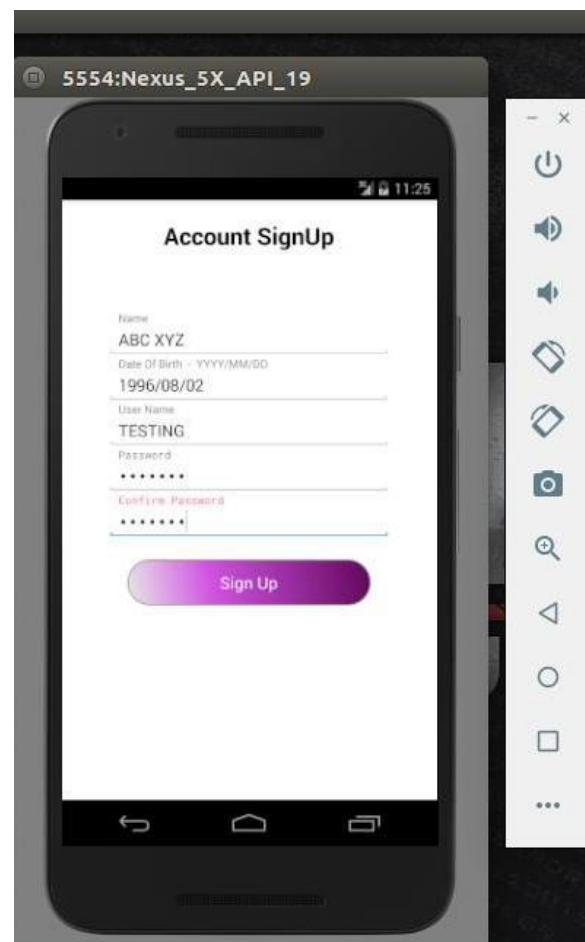 5554:Nexus_5X_API_19
11:25
Account SignUp
Name
ABC XYZ
Date Of Birth - YYYY/MM/DD
1996/08/02
User Name
TESTING
Password
•••••••
Confirm Password
•••••••
Sign Up